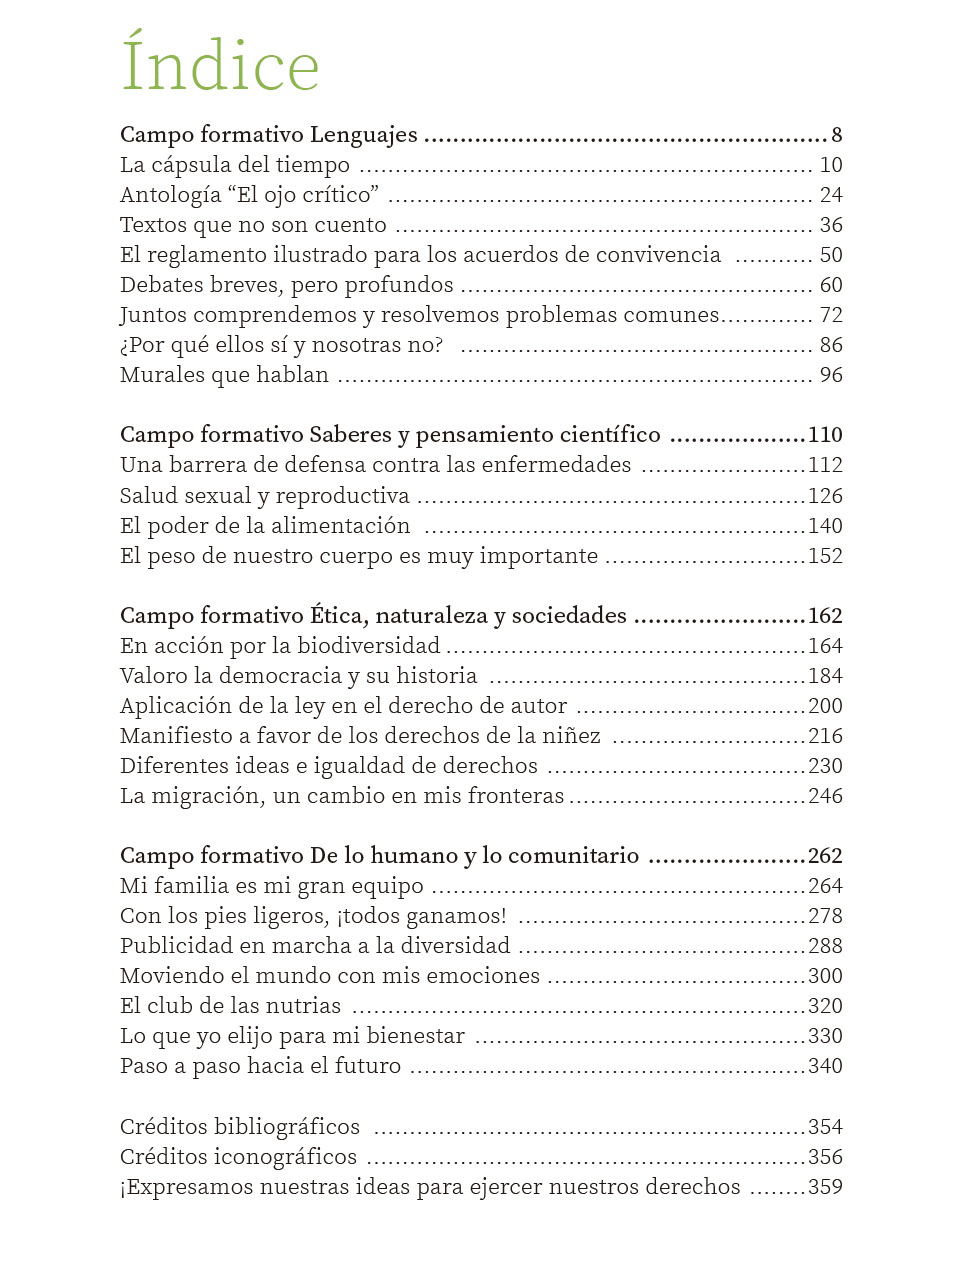 Índice
Campo formativo Lenguajes ........................................................ 8
La cápsula del tiempo ................................................................ 10
Antología “El ojo crítico” ............................................................ 24
Textos que no son cuento ........................................................... 36
El reglamento ilustrado para los acuerdos de convivencia ........... 50
Debates breves, pero profundos .................................................. 60
Juntos comprendemos y resolvemos problemas comunes............. 72
¿Por qué ellos sí y nosotras no? .................................................. 86
Murales que hablan ................................................................... 96
Campo formativo Saberes y pensamiento científico ...................110
Una barrera de defensa contra las enfermedades .......................112
Salud sexual y reproductiva .......................................................126
El poder de la alimentación ......................................................140
El peso de nuestro cuerpo es muy importante ............................152
Campo formativo Ética, naturaleza y sociedades ........................162
En acción por la biodiversidad ..................................................164
Valoro la democracia y su historia .............................................184
Aplicación de la ley en el derecho de autor ................................200
Manifiesto a favor de los derechos de la niñez ...........................216
Diferentes ideas e igualdad de derechos ....................................230
La migración, un cambio en mis fronteras .................................246
Campo formativo De lo humano y lo comunitario ......................262
Mi familia es mi gran equipo .....................................................264
Con los pies ligeros, ¡todos ganamos! ........................................278
Publicidad en marcha a la diversidad ........................................288
Moviendo el mundo con mis emociones ....................................300
El club de las nutrias ................................................................320
Lo que yo elijo para mi bienestar ...............................................330
Paso a paso hacia el futuro ........................................................340
Créditos bibliográficos .............................................................354
Créditos iconográficos ..............................................................356
¡Expresamos nuestras ideas para ejercer nuestros derechos ........359